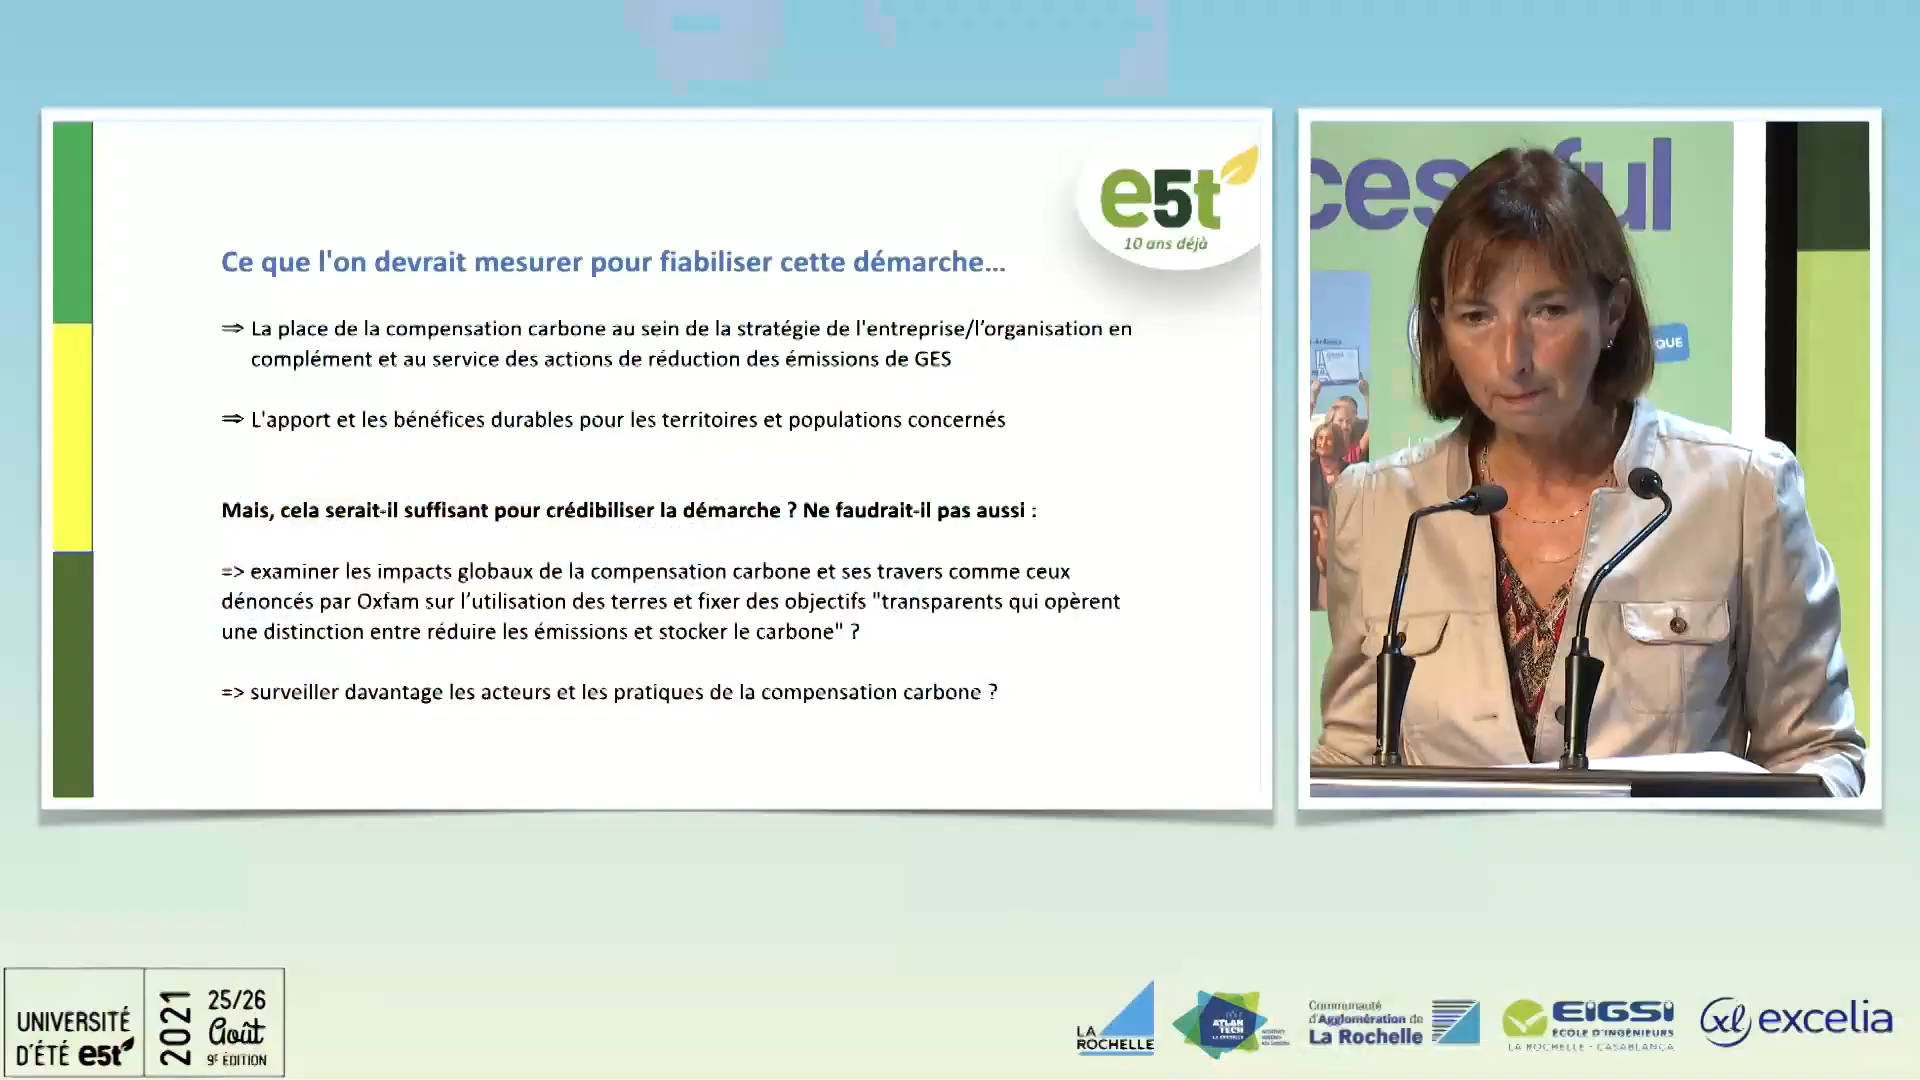 e5t
10 ans déjà
Ce que l'on devrait mesurer pour fiabiliser cette démarche...
⇒ La place de la compensation carbone au sein de la stratégie de l'entreprise/l’organisation en
complément et au service des actions de réduction des émissions de GES
⇒ L'apport et les bénéfices durables pour les territoires et populations concernés
Mais, cela serait-il suffisant pour crédibiliser la démarche ? Ne faudrait-il pas aussi :
=> examiner les impacts globaux de la compensation carbone et ses travers comme ceux
dénoncés par Oxfam sur l’utilisation des terres et fixer des objectifs "transparents qui opèrent
une distinction entre réduire les émissions et stocker le carbone" ?
=> surveiller davantage les acteurs et les pratiques de la compensation carbone ?
ces ful
QUE
UNIVERSITÉ
D'ÉTÉ e5t
2021
25/26
Août
9E ÉDITION
LA
ROCHELLE
ATLAN
TECH
Communauté
d'Agglomération de
La Rochelle
EIGSI
ÉCOLE D'INGÉNIEURS
LA ROCHELLE - CASABLANCA
xl excelia